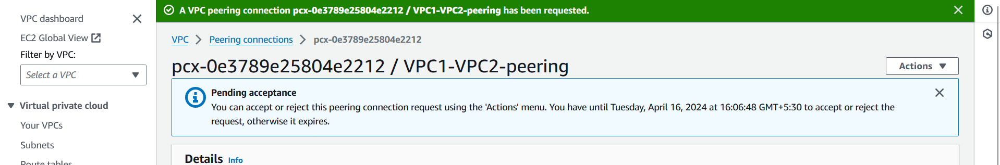 A VPC peering connection pcx-0e3789e25804e2212 / VPC1-VPC2-peering has been requested.
VPC dashboard
EC2 Global View
Filter by VPC:
Select a VPC
Virtual private cloud
Your VPCs
Subnets
Route tables
VPC > Peering connections > pcx-0e3789e25804e2212
pcx-0e3789e25804e2212 / VPC1-VPC2-peering
Actions
Pending acceptance
You can accept or reject this peering connection request using the 'Actions' menu. You have until Tuesday, April 16, 2024 at 16:06:48 GMT+5:30 to accept or reject the
request, otherwise it expires.
Details Info